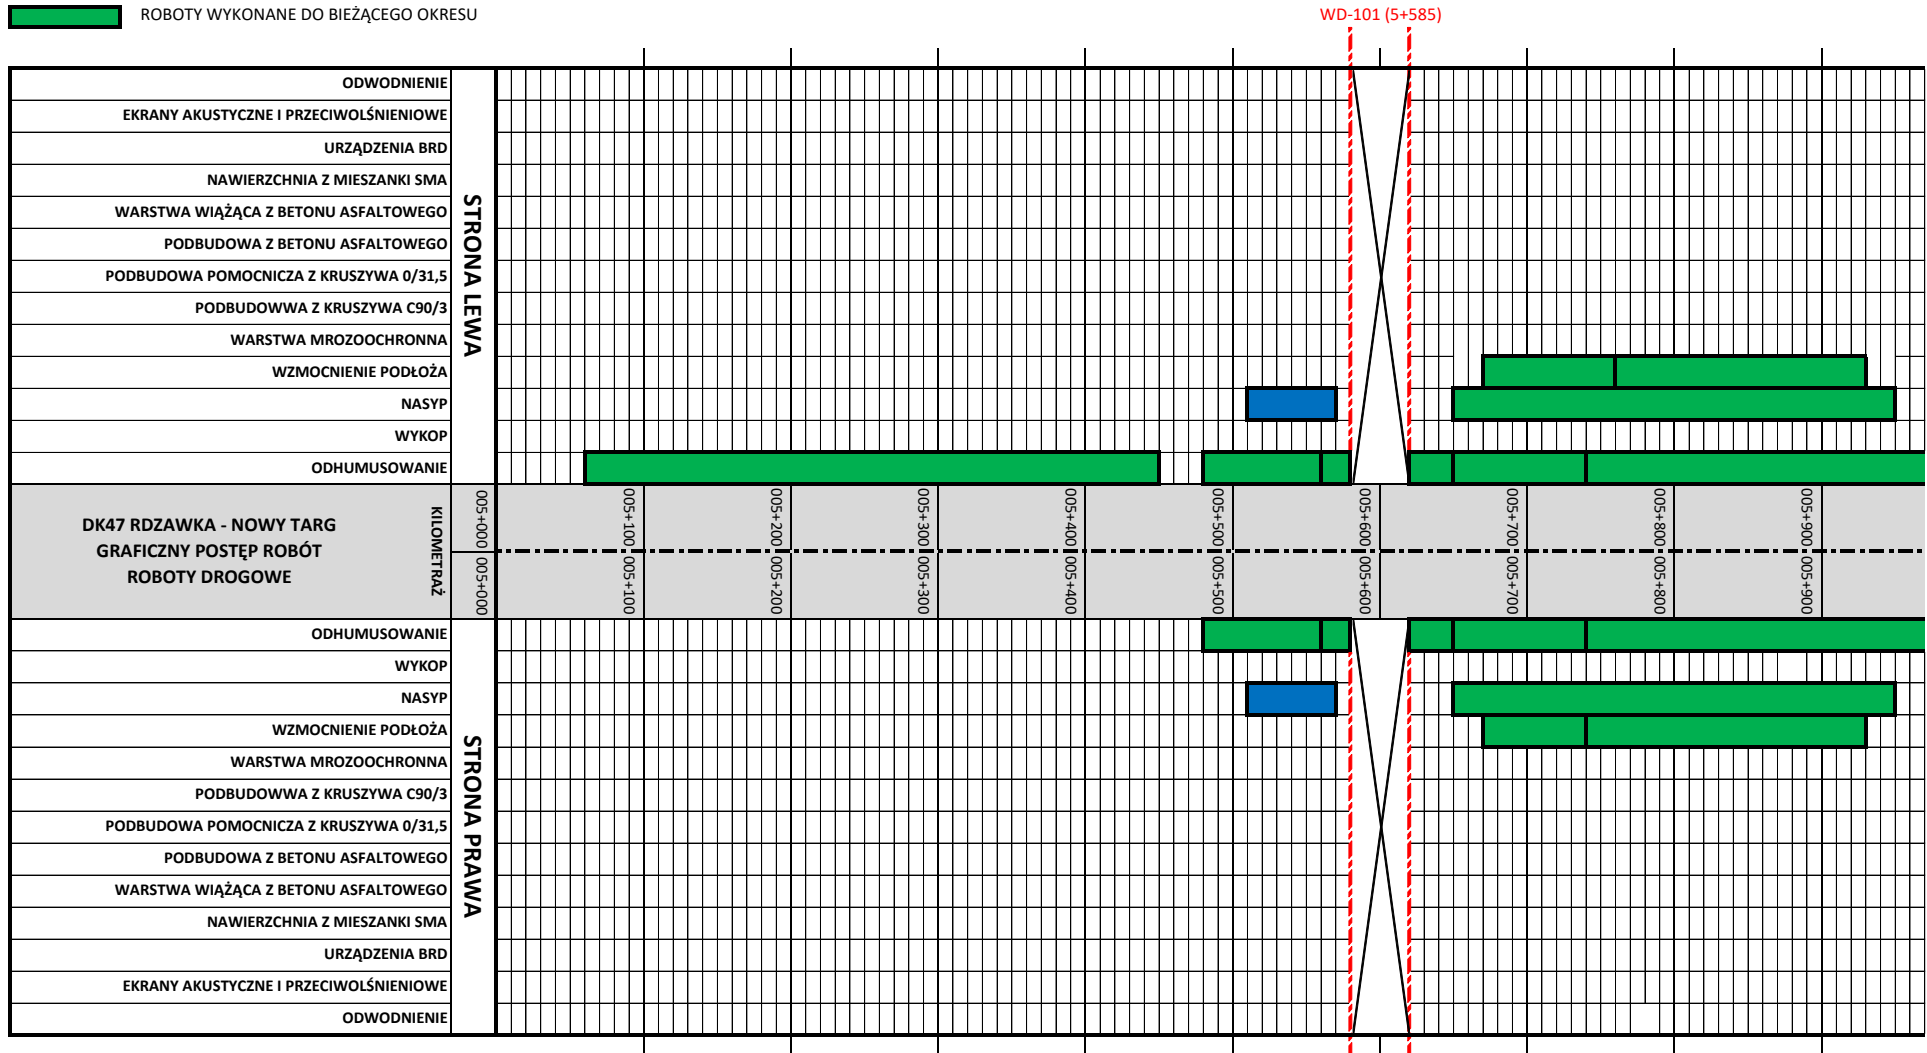 ROBOTY WYKONANE DO BIEŻĄCEGO OKRESU
WD-101 (5+585)
ODWODNIENIE
EKRANY AKUSTYCZNE I PRZECIWOLŚNIENIOWE
URZĄDZENIA BRD
NAWIERZCHNIA Z MIESZANKI SMA
WARSTWA WIĄŻĄCA Z BETONU ASFALTOWEGO
PODBUDOWA Z BETONU ASFALTOWEGO
PODBUDOWA POMOCNICZA Z KRUSZYWA 0/31,5
PODBUDOWWA Z KRUSZYWA C90/3
WARSTWA MROZOOCHRONNA
WZMOCNIENIE PODŁOŻA
NASYP
WYKOP
ODHUMUSOWANIE
STRONA LEWA
DK47 RDZAWKA - NOWY TARG
GRAFICZNY POSTĘP ROBÓT
ROBOTY DROGOWE
KILOMETRAŻ
005+000 005+100 005+200 005+300 005+400 005+500 005+600 005+700 005+800 005+900
005+000 005+100 005+200 005+300 005+400 005+500 005+600 005+700 005+800 005+900
ODHUMUSOWANIE
WYKOP
NASYP
WZMOCNIENIE PODŁOŻA
WARSTWA MROZOOCHRONNA
PODBUDOWWA Z KRUSZYWA C90/3
PODBUDOWA POMOCNICZA Z KRUSZYWA 0/31,5
PODBUDOWA Z BETONU ASFALTOWEGO
WARSTWA WIĄŻĄCA Z BETONU ASFALTOWEGO
NAWIERZCHNIA Z MIESZANKI SMA
URZĄDZENIA BRD
EKRANY AKUSTYCZNE I PRZECIWOLŚNIENIOWE
ODWODNIENIE
STRONA PRAWA